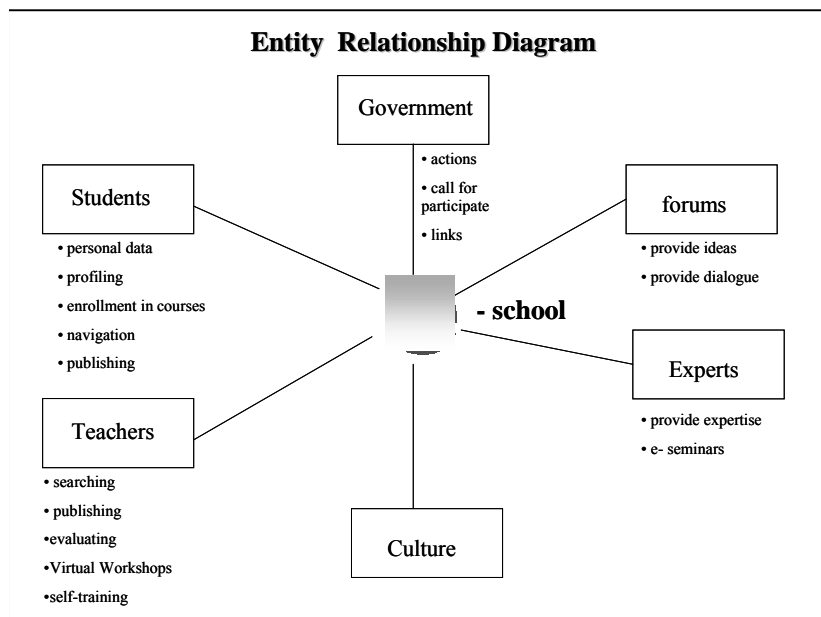 Entity Relationship Diagram
Government
• actions
• call for
participate
• links
Students
• personal data
• profiling
• enrollment in courses
• navigation
• publishing
forums
• provide ideas
• provide dialogue
- school
Experts
• provide expertise
• e- seminars
Teachers
• searching
• publishing
•evaluating
•Virtual Workshops
•self-training
Culture